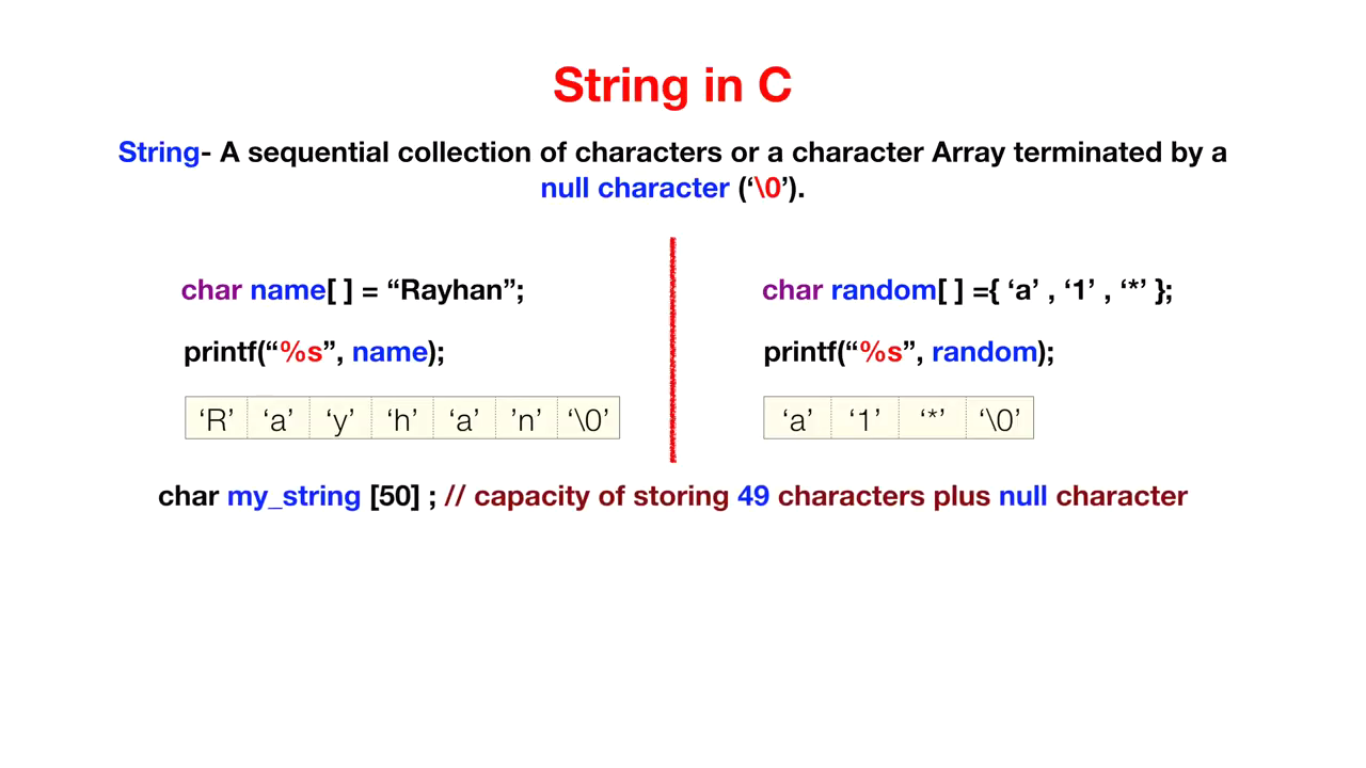 String in C
String- A sequential collection of characters or a character Array terminated by a
null character (‘\0’).
char name[ ] = “Rayhan”;
printf(“%s”, name);
‘R’ ‘a’ ‘y’ ‘h’ ‘a’ ’n’ ‘\0’
char random[ ] ={ ‘a’ , ‘1’ , ‘*’ };
printf(“%s”, random);
‘a’ ‘1’ ‘*’ ‘\0’
char my_string [50] ; // capacity of storing 49 characters plus null character